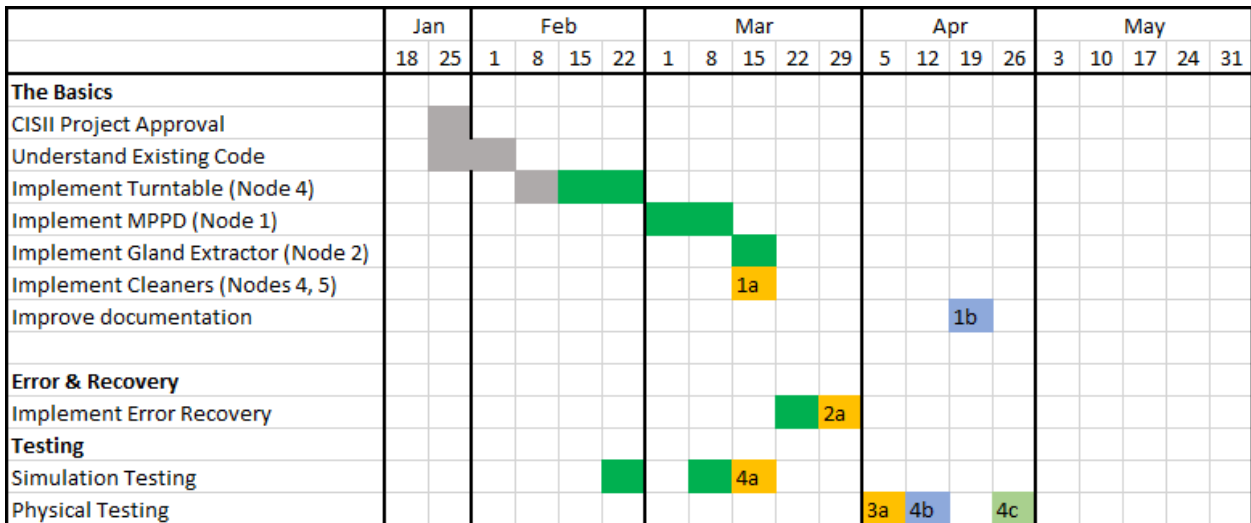 Jan Feb Mar Apr May
18 25 1 8 15 22 1 8 15 22 29 5 12 19 26 3 10 17 24 31
The Basics
CISII Project Approval
Understand Existing Code
Implement Turntable (Node 4)
Implement MPPD (Node 1)
Implement Gland Extractor (Node 2)
Implement Cleaners (Nodes 4, 5) 1a
Improve documentation 1b
Error & Recovery
Implement Error Recovery 2a
Testing
Simulation Testing 4a
Physical Testing 3a 4b 4c